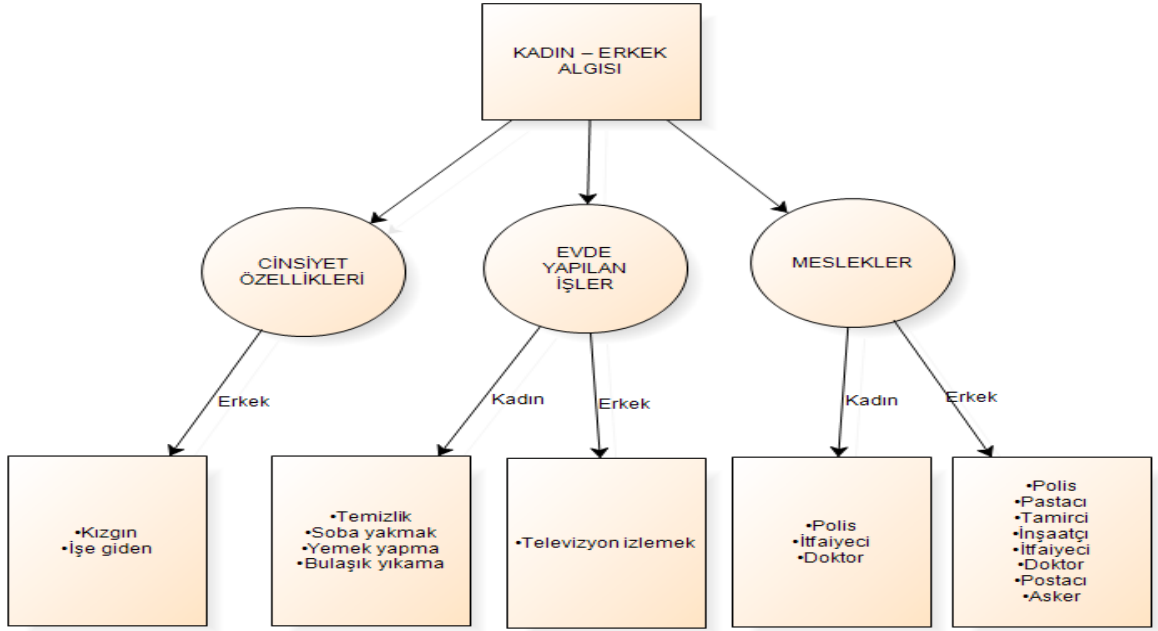 KADIN – ERKEK
ALGISI
CİNSİYET
ÖZELLİKLERİ
EVDE
YAPILAN
İŞLER
MESLEKLER
Erkek
Kadın
Erkek
Kadın
Erkek
•Kızgın
•İşe giden
•Temizlik
•Soba yakmak
•Yemek yapma
•Bulaşık yıkama
•Televizyon izlemek
•Polis
•İtfaiyeci
•Doktor
•Polis
•Pastacı
•Tamirci
•İnşaatçı
•İtfaiyeci
•Doktor
•Postacı
•Asker